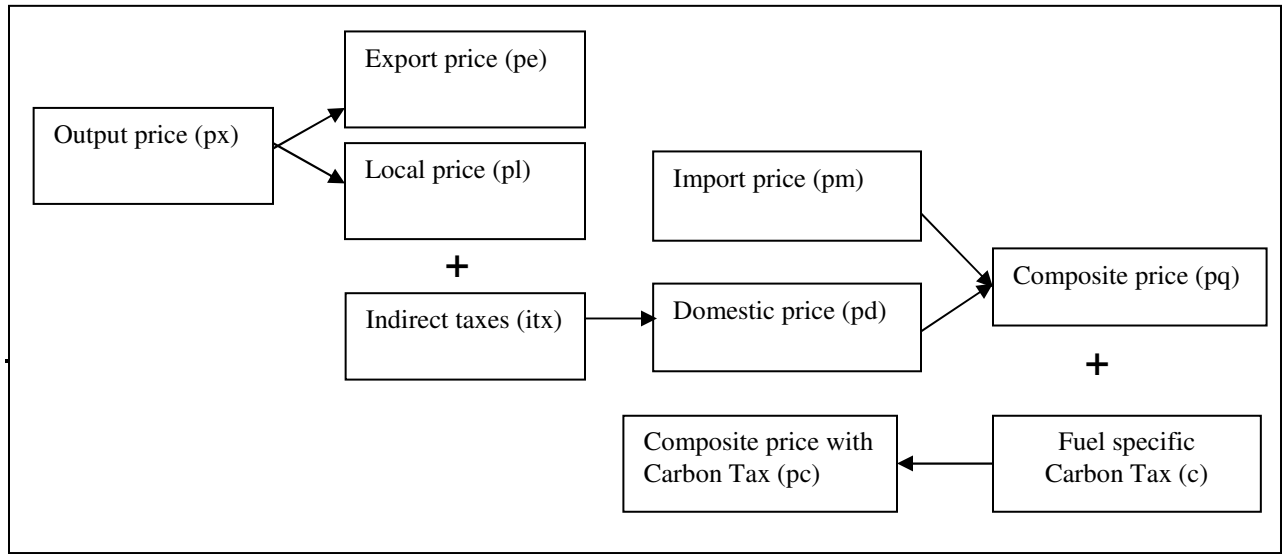 Export price (pe)
Output price (px)
Local price (pl)
Import price (pm)
+
Composite price (pq)
Indirect taxes (itx)
Domestic price (pd)
+
Composite price with
Carbon Tax (pc)
Fuel specific
Carbon Tax (c)